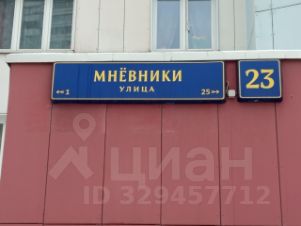 МНЁВНИКИ
УЛИЦА
↔1
25↦
23
циан
ID 329457712